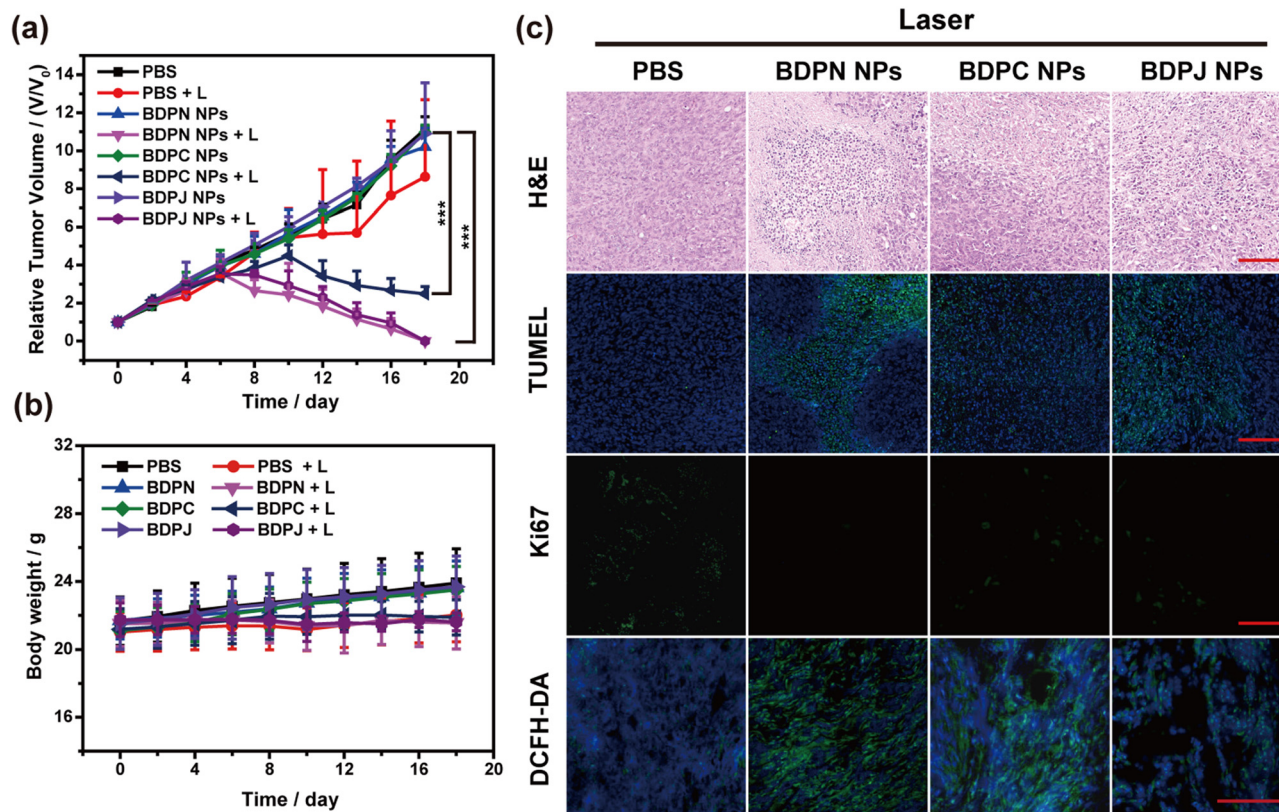 (a)
Relative Tumor Volume / (V/V₀)
14
12
10
8
6
4
2
0
PBS
PBS + L
BDPN NPs
BDPN NPs + L
BDPC NPs
BDPC NPs + L
BDPJ NPs
BDPJ NPs + L
***
***
0 4 8 12 16 20
Time / day
(b)
Body weight / g
32
28
24
20
16
PBS PBS + L
BDPN BDPN + L
BDPC BDPC + L
BDPJ BDPJ + L
0 4 8 12 16 20
Time / day
(c)
Laser
PBS BDPN NPs BDPC NPs BDPJ NPs
H&E
TUMEL
Ki67
DCFH-DA